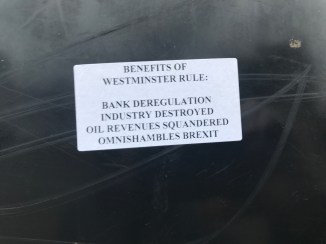 BENEFITS OF
WESTMINSTER RULE:
BANK DEREGULATION
INDUSTRY DESTROYED
OIL REVENUES SQUANDERED
OMNISHAMBLES BREXIT